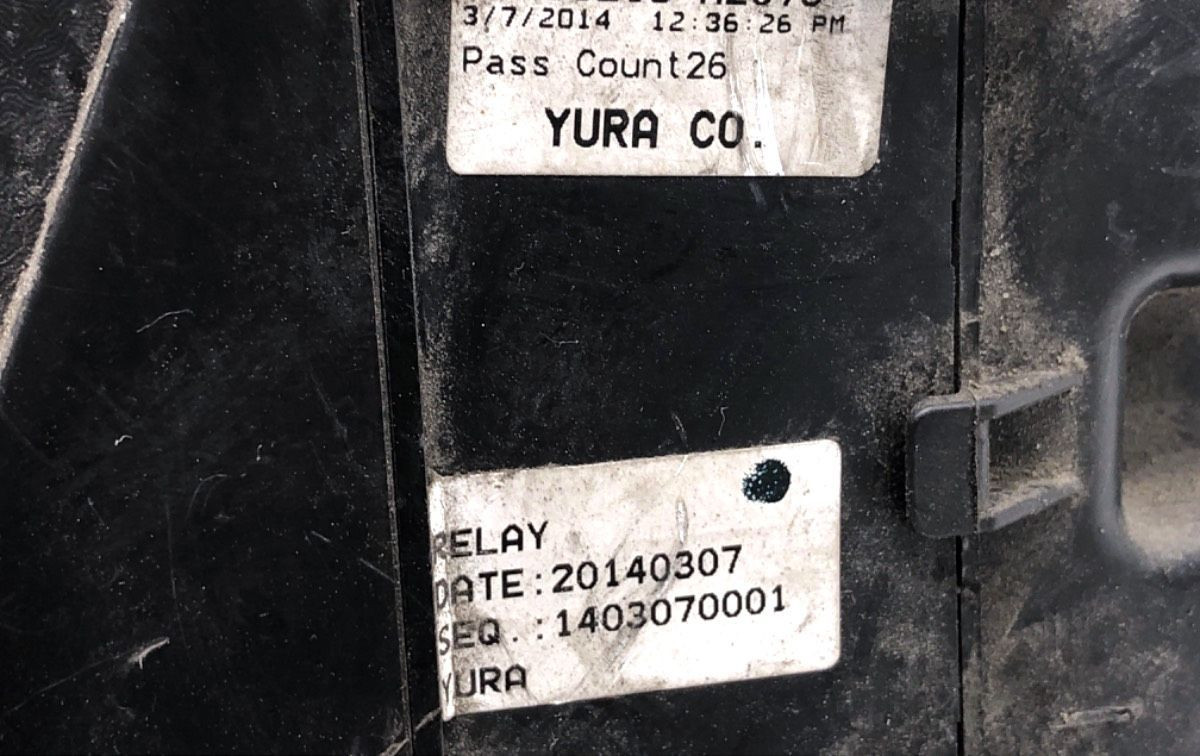 3/7/2014 12:36:26 PM
Pass Count26
YURA CO.
RELAY
DATE:20140307
SEQ.:1403070001
YURA